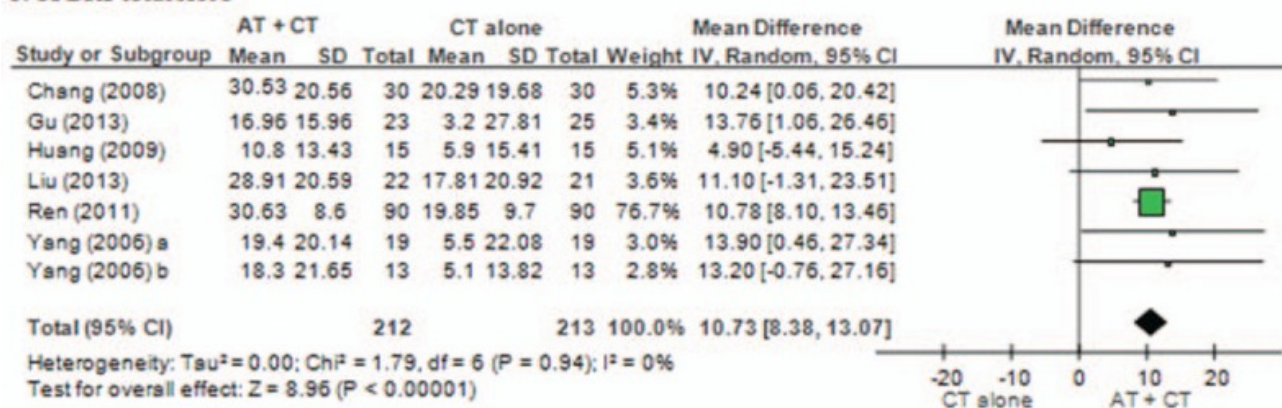 AT + CT CT alone Mean Difference Mean Difference
Study or Subgroup Mean SD Total Mean SD Total Weight IV, Random, 95% CI IV, Random, 95% CI
Chang (2008) 30.53 20.56 30 20.29 19.68 30 5.3% 10.24 [0.06, 20.42]
Gu (2013) 16.96 15.96 23 3.2 27.81 25 3.4% 13.76 [1.06, 26.46]
Huang (2009) 10.8 13.43 15 5.9 15.41 15 5.1% 4.90 [-5.44, 15.24]
Liu (2013) 28.91 20.59 22 17.81 20.92 21 3.6% 11.10 [-1.31, 23.51]
Ren (2011) 30.63 8.6 90 19.85 9.7 90 76.7% 10.78 [8.10, 13.46]
Yang (2006) a 19.4 20.14 19 5.5 22.08 19 3.0% 13.90 [0.46, 27.34]
Yang (2006) b 18.3 21.65 13 5.1 13.82 13 2.8% 13.20 [-0.76, 27.16]
Total (95% CI) 212 213 100.0% 10.73 [8.38, 13.07]
Heterogeneity: Tau² = 0.00; Chi² = 1.79, df = 6 (P = 0.94); I² = 0%
Test for overall effect: Z = 8.96 (P < 0.00001)
-20 -10 0 10 20
CT alone AT + CT